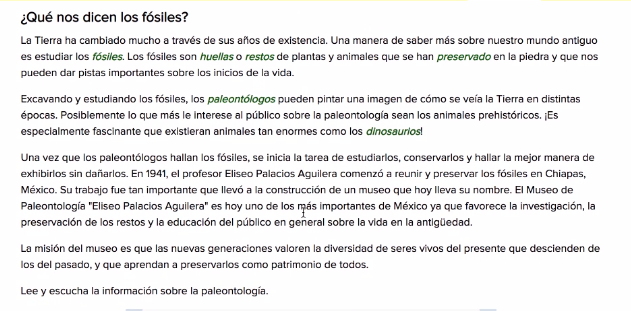 ¿Qué nos dicen los fósiles?
La Tierra ha cambiado mucho a través de sus años de existencia. Una manera de saber más sobre nuestro mundo antiguo
es estudiar los fósiles. Los fósiles son huellas o restos de plantas y animales que se han preservado en la piedra y que nos
pueden dar pistas importantes sobre los inicios de la vida.
Excavando y estudiando los fósiles, los paleontólogos pueden pintar una imagen de cómo se veía la Tierra en distintas
épocas. Posiblemente lo que más le interese al público sobre la paleontología sean los animales prehistóricos. ¡Es
especialmente fascinante que existieran animales tan enormes como los dinosaurios!
Una vez que los paleontólogos hallan los fósiles, se inicia la tarea de estudiarlos, conservarlos y hallar la mejor manera de
exhibirlos sin dañarlos. En 1941, el profesor Eliseo Palacios Aguilera comenzó a reunir y preservar los fósiles en Chiapas,
México. Su trabajo fue tan importante que llevó a la construcción de un museo que hoy lleva su nombre. El Museo de
Paleontología "Eliseo Palacios Aguilera" es hoy uno de los más importantes de México ya que favorece la investigación, la
preservación de los restos y la educación del público en general sobre la vida en la antigüedad.
La misión del museo es que las nuevas generaciones valoren la diversidad de seres vivos del presente que descienden de
los del pasado, y que aprendan a preservarlos como patrimonio de todos.
Lee y escucha la información sobre la paleontología.